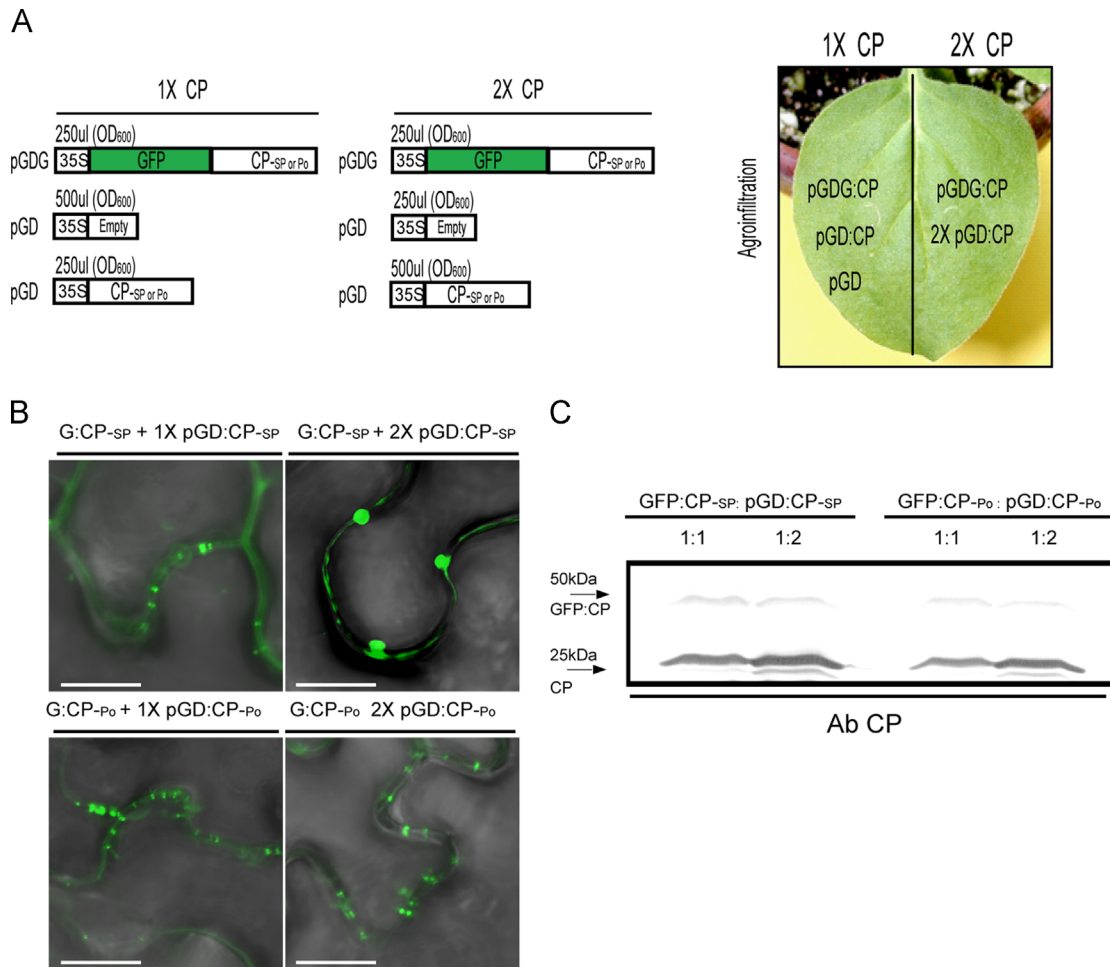 A
1X CP
250ul (OD600)
pGDG 35S GFP CP-SP or Po
500ul (OD600)
pGD 35S Empty
250ul (OD600)
pGD 35S CP-SP or Po
2X CP
250ul (OD600)
pGDG 35S GFP CP-SP or Po
250ul (OD600)
pGD 35S Empty
500ul (OD600)
pGD 35S CP-SP or Po
1X CP 2X CP
Agroinfiltration
pGDG:CP pGDG:CP
pGD:CP 2X pGD:CP
pGD
B
G:CP-SP + 1X pGD:CP-SP G:CP-SP + 2X pGD:CP-SP
G:CP-Po + 1X pGD:CP-Po G:CP-Po 2X pGD:CP-Po
C
GFP:CP-SP: pGD:CP-SP GFP:CP-Po : pGD:CP-Po
1:1 1:2 1:1 1:2
50kDa
GFP:CP
25kDa
CP
Ab CP